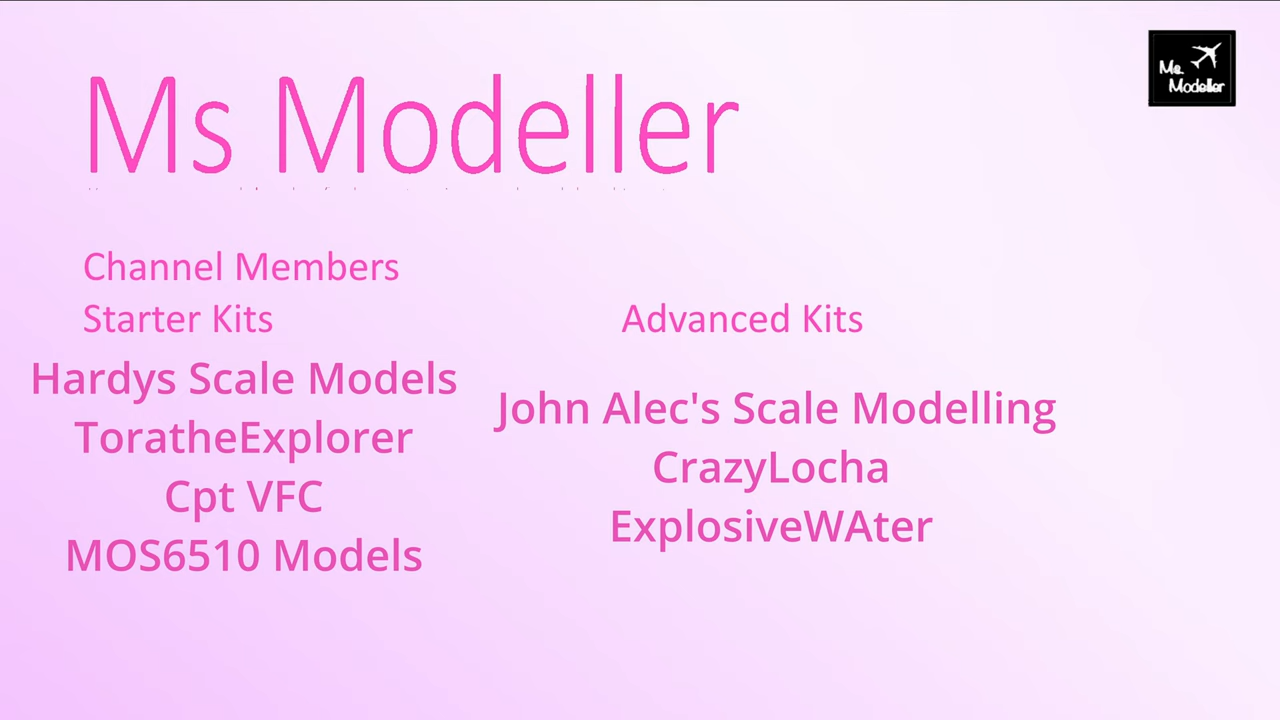 Ms Modeller
Ms.
Modeller
Channel Members
Starter Kits
Hardys Scale Models
ToratheExplorer
Cpt VFC
MOS6510 Models
Advanced Kits
John Alec's Scale Modelling
CrazyLocha
ExplosiveWAter